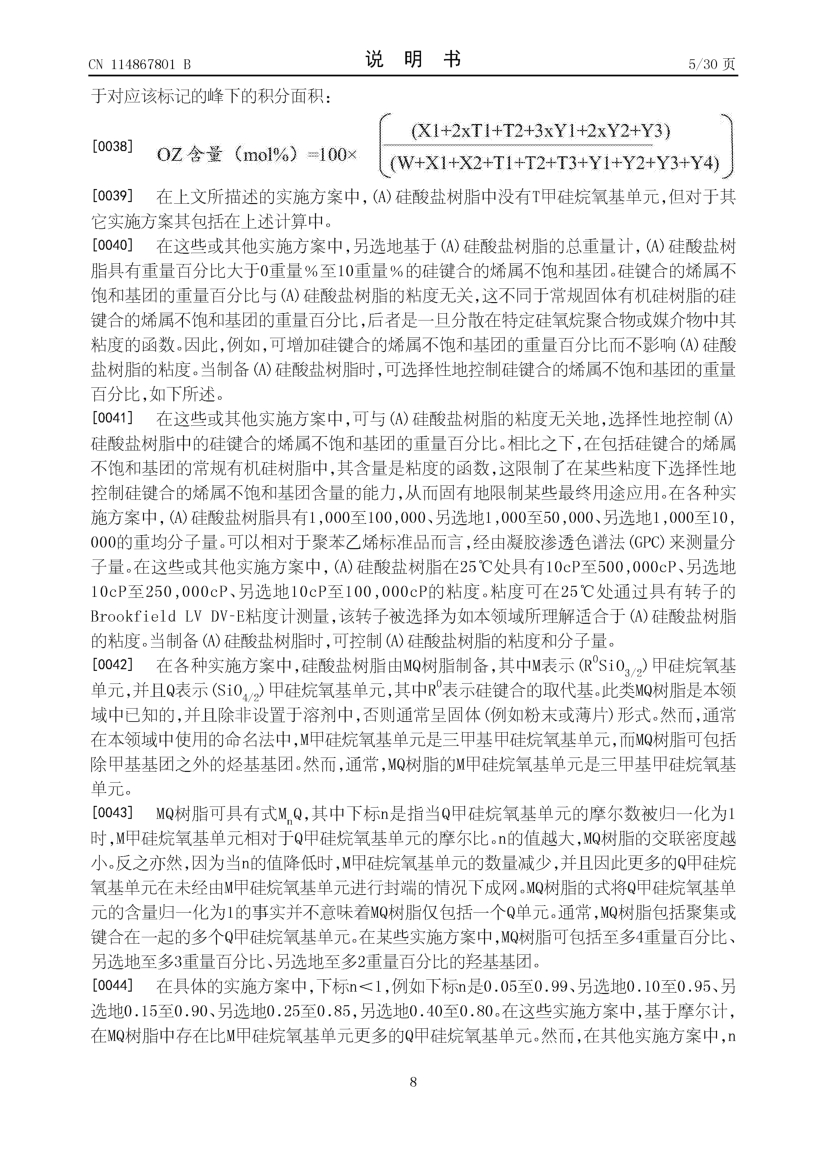 CN 114867801 B
说 明 书
5/30 页
于对应该标记的峰下的积分面积：
[0038] OZ 含量（mol%）=100× (X1+2xT1+T2+3xY1+2xY2+Y3)
(W+X1+X2+T1+T2+T3+Y1+Y2+Y3+Y4)
[0039] 在上文所描述的实施方案中，(A)硅酸盐树脂中没有T甲硅烷氧基单元，但对于其
它实施方案其包括在上述计算中。
[0040] 在这些或其他实施方案中，另选地基于(A)硅酸盐树脂的总重量计，(A)硅酸盐树
脂具有重量百分比大于0重量％至10重量％的硅键合的烯属不饱和基团。硅键合的烯属不
饱和基团的重量百分比与(A)硅酸盐树脂的粘度无关，这不同于常规固体有机硅树脂的硅
键合的烯属不饱和基团的重量百分比，后者是一旦分散在特定硅氧烷聚合物或媒介物中其
粘度的函数。因此，例如，可增加硅键合的烯属不饱和基团的重量百分比而不影响(A)硅酸
盐树脂的粘度。当制备(A)硅酸盐树脂时，可选择性地控制硅键合的烯属不饱和基团的重量
百分比，如下所述。
[0041] 在这些或其他实施方案中，可与(A)硅酸盐树脂的粘度无关地，选择性地控制(A)
硅酸盐树脂中的硅键合的烯属不饱和基团的重量百分比。相比之下，在包括硅键合的烯属
不饱和基团的常规有机硅树脂中，其含量是粘度的函数，这限制了在某些粘度下选择性地
控制硅键合的烯属不饱和基团含量的能力，从而固有地限制某些最终用途应用。在各种实
施方案中，(A)硅酸盐树脂具有1,000至100,000、另选地1,000至50,000、另选地1,000至10,
000的重均分子量。可以相对于聚苯乙烯标准品而言，经由凝胶渗透色谱法(GPC)来测量分
子量。在这些或其他实施方案中，(A)硅酸盐树脂在25℃处具有10cP至500,000cP、另选地
10cP至250,000cP、另选地10cP至100,000cP的粘度。粘度可在25℃处通过具有转子的
Brookfield LV DV-E粘度计测量，该转子被选择为如本领域所理解适合于(A)硅酸盐树脂
的粘度。当制备(A)硅酸盐树脂时，可控制(A)硅酸盐树脂的粘度和分子量。
[0042] 在各种实施方案中，硅酸盐树脂由MQ树脂制备，其中M表示(R⁰SiO₃/₂)甲硅烷氧基
单元，并且Q表示(SiO₄/₂)甲硅烷氧基单元，其中R⁰表示硅键合的取代基。此类MQ树脂是本领
域中已知的，并且除非设置于溶剂中，否则通常呈固体(例如粉末或薄片)形式。然而，通常
在本领域中使用的命名法中，M甲硅烷氧基单元是三甲基甲硅烷氧基单元，而MQ树脂可包括
除甲基基团之外的烃基基团。然而，通常，MQ树脂的M甲硅烷氧基单元是三甲基甲硅烷氧基
单元。
[0043] MQ树脂可具有式MₙQ，其中下标n是指当Q甲硅烷氧基单元的摩尔数被归一化为1
时，M甲硅烷氧基单元相对于Q甲硅烷氧基单元的摩尔比。n的值越大，MQ树脂的交联密度越
小。反之亦然，因为当n的值降低时，M甲硅烷氧基单元的数量减少，并且因此更多的Q甲硅烷
氧基单元在未经由M甲硅烷氧基单元进行封端的情况下成网。MQ树脂的式将Q甲硅烷氧基单
元的含量归一化为1的事实并不意味着MQ树脂仅包括一个Q单元。通常，MQ树脂包括聚集或
键合在一起的多个Q甲硅烷氧基单元。在某些实施方案中，MQ树脂可包括至多4重量百分比、
另选地至多3重量百分比、另选地至多2重量百分比的羟基基团。
[0044] 在具体的实施方案中，下标n＜1，例如下标n是0.05至0.99、另选地0.10至0.95、另
选地0.15至0.90、另选地0.25至0.85，另选地0.40至0.80。在这些实施方案中，基于摩尔计，
在MQ树脂中存在比M甲硅烷氧基单元更多的Q甲硅烷氧基单元。然而，在其他实施方案中，n
8